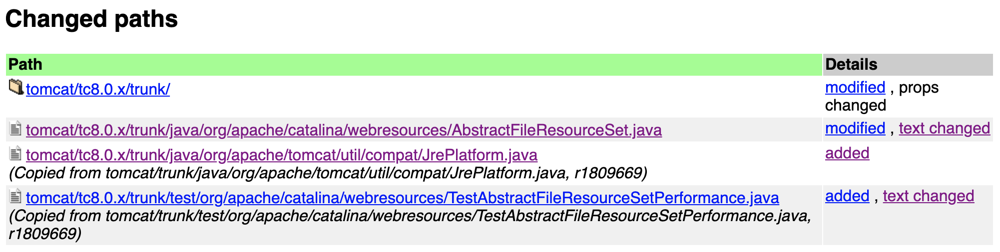 Changed paths
Path Details
tomcat/tc8.0.x/trunk/ modified , props
changed
tomcat/tc8.0.x/trunk/java/org/apache/catalina/webresources/AbstractFileResourceSet.java modified , text changed
tomcat/tc8.0.x/trunk/java/org/apache/tomcat/util/compat/JrePlatform.java added
(Copied from tomcat/trunk/java/org/apache/tomcat/util/compat/JrePlatform.java, r1809669)
tomcat/tc8.0.x/trunk/test/org/apache/catalina/webresources/TestAbstractFileResourceSetPerformance.java added , text changed
(Copied from tomcat/trunk/test/org/apache/catalina/webresources/TestAbstractFileResourceSetPerformance.java,
r1809669)